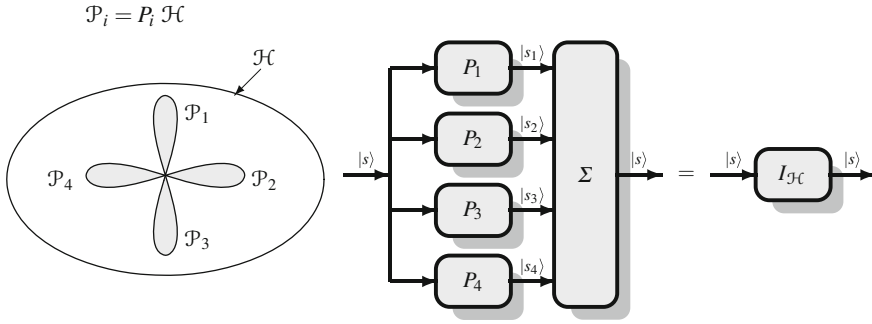 𝒫ᵢ = Pᵢ ℋ
ℋ
𝒫₁
𝒫₄
𝒫₂
𝒫₃
|s⟩
P₁
|s₁⟩
P₂
|s₂⟩
P₃
|s₃⟩
P₄
|s₄⟩
Σ
|s⟩
=
|s⟩
I_ℋ
|s⟩